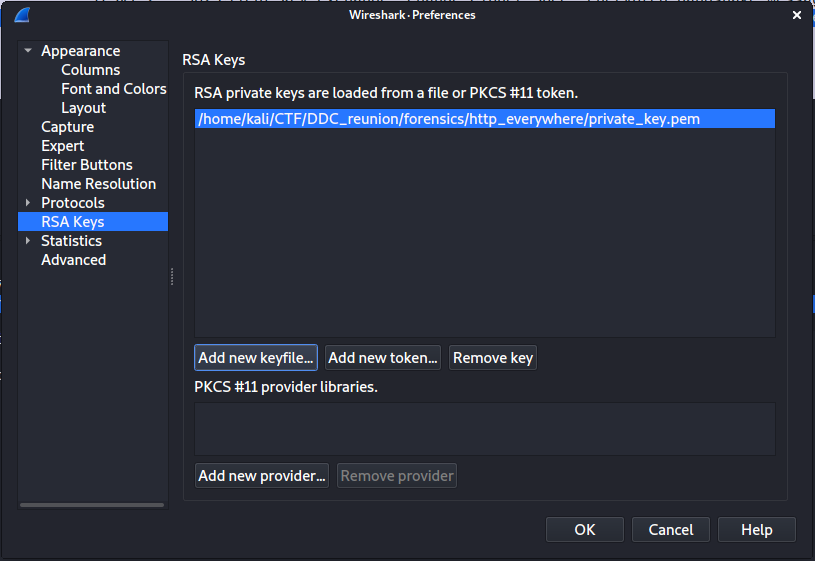 Wireshark · Preferences
Appearance
Columns
Font and Colors
Layout
Capture
Expert
Filter Buttons
Name Resolution
Protocols
RSA Keys
Statistics
Advanced
RSA Keys
RSA private keys are loaded from a file or PKCS #11 token.
/home/kali/CTF/DDC_reunion/forensics/http_everywhere/private_key.pem
Add new keyfile... Add new token... Remove key
PKCS #11 provider libraries.
Add new provider... Remove provider
OK Cancel Help